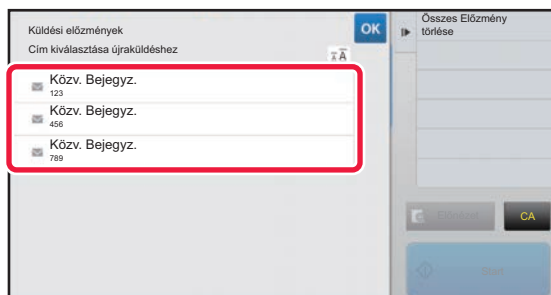 Küldési előzmények
OK
Összes Előzmény
törlése
Cím kiválasztása újraküldéshez
A A
Közv. Bejegyz.
123
Közv. Bejegyz.
456
Közv. Bejegyz.
789
CA
Start